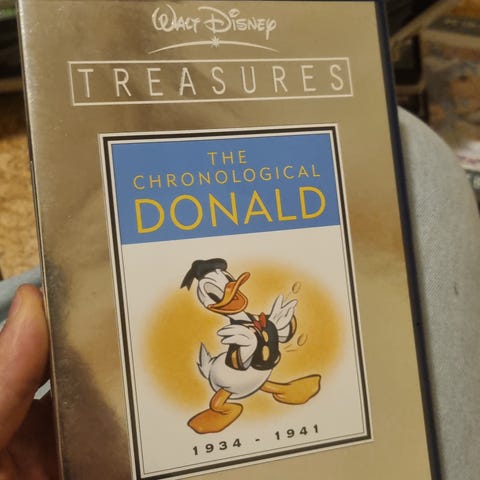 WALT DISNEY
TREASURES
THE
CHRONOLOGICAL
DONALD
1934 - 1941